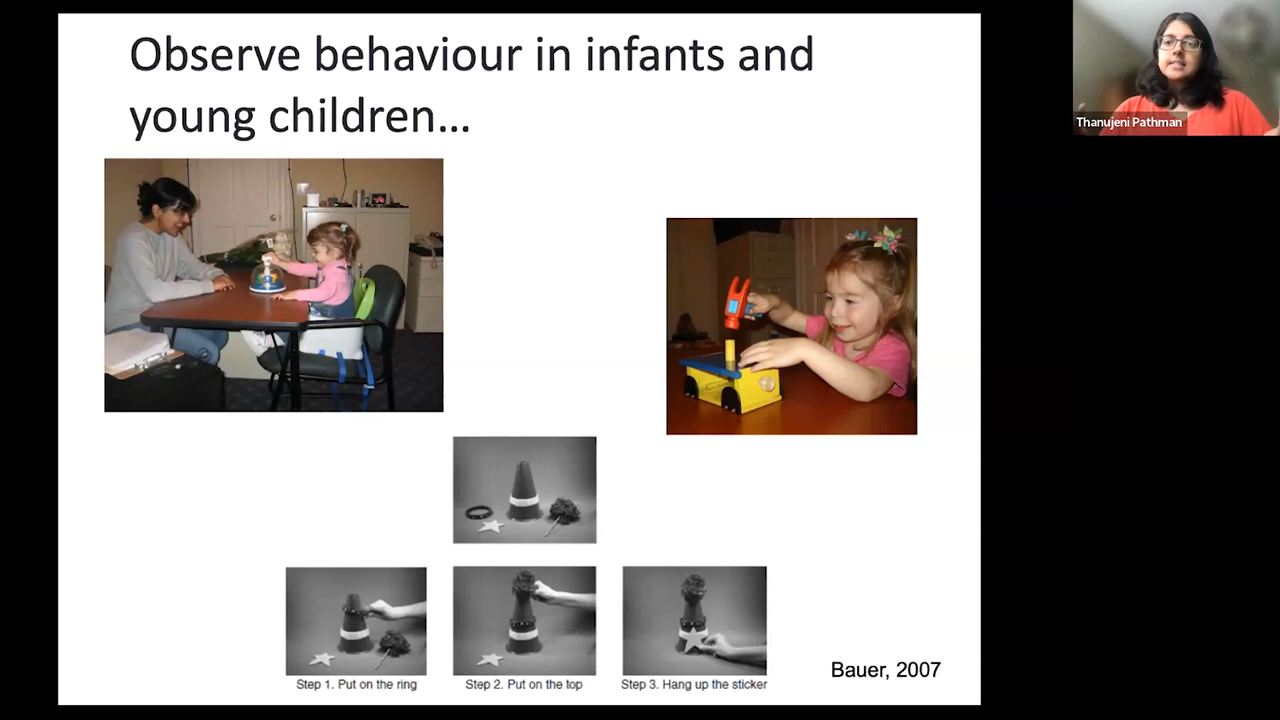 Observe behaviour in infants and
young children…
Thanujeni Pathman
Step 1. Put on the ring
Step 2. Put on the top
Step 3. Hang up the sticker
Bauer, 2007